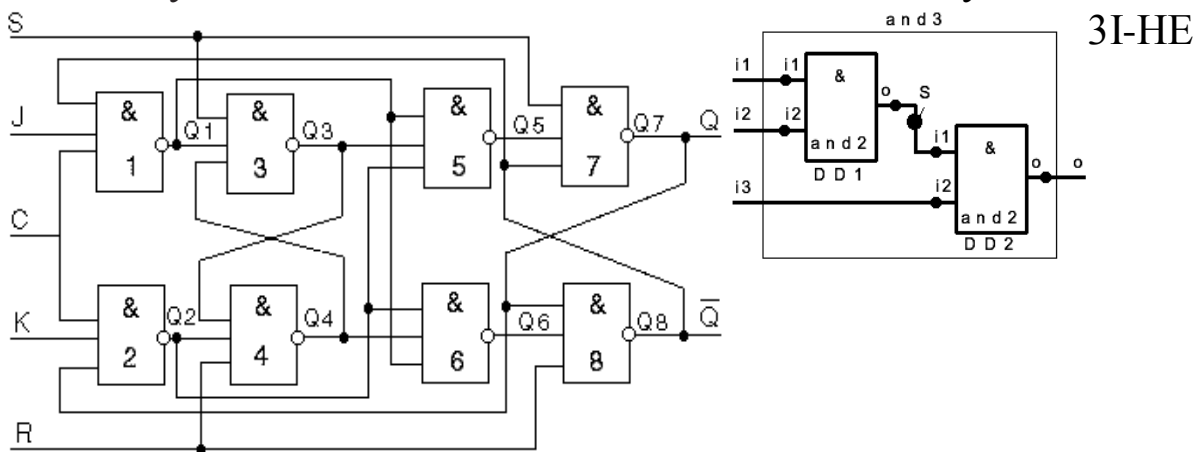 S
and3
3I-HE
i1 i1 & o S
J & Q1 & Q3 & Q5 & Q7 Q
i2 i2 and2 i1 & o o
1 3 5 7
DD1
i3 i2 and2
DD2
C
K & Q2 & Q4 & Q6 & Q8 Q̅
2 4 6 8
R